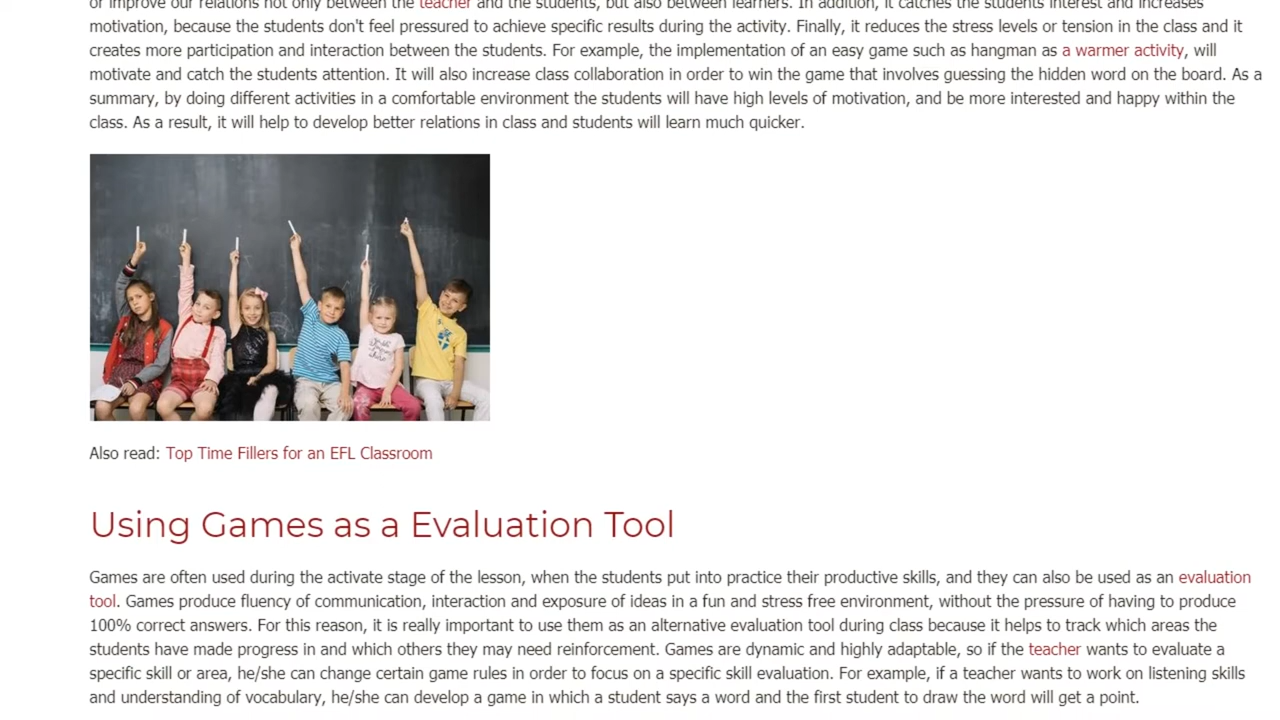 or improve our relations not only between the teacher and the students, but also between learners. In addition, it catches the students interest and increases
motivation, because the students don't feel pressured to achieve specific results during the activity. Finally, it reduces the stress levels or tension in the class and it
creates more participation and interaction between the students. For example, the implementation of an easy game such as hangman as a warmer activity, will
motivate and catch the students attention. It will also increase class collaboration in order to win the game that involves guessing the hidden word on the board. As a
summary, by doing different activities in a comfortable environment the students will have high levels of motivation, and be more interested and happy within the
class. As a result, it will help to develop better relations in class and students will learn much quicker.
Also read: Top Time Fillers for an EFL Classroom
Using Games as a Evaluation Tool
Games are often used during the activate stage of the lesson, when the students put into practice their productive skills, and they can also be used as an evaluation
tool. Games produce fluency of communication, interaction and exposure of ideas in a fun and stress free environment, without the pressure of having to produce
100% correct answers. For this reason, it is really important to use them as an alternative evaluation tool during class because it helps to track which areas the
students have made progress in and which others they may need reinforcement. Games are dynamic and highly adaptable, so if the teacher wants to evaluate a
specific skill or area, he/she can change certain game rules in order to focus on a specific skill evaluation. For example, if a teacher wants to work on listening skills
and understanding of vocabulary, he/she can develop a game in which a student says a word and the first student to draw the word will get a point.